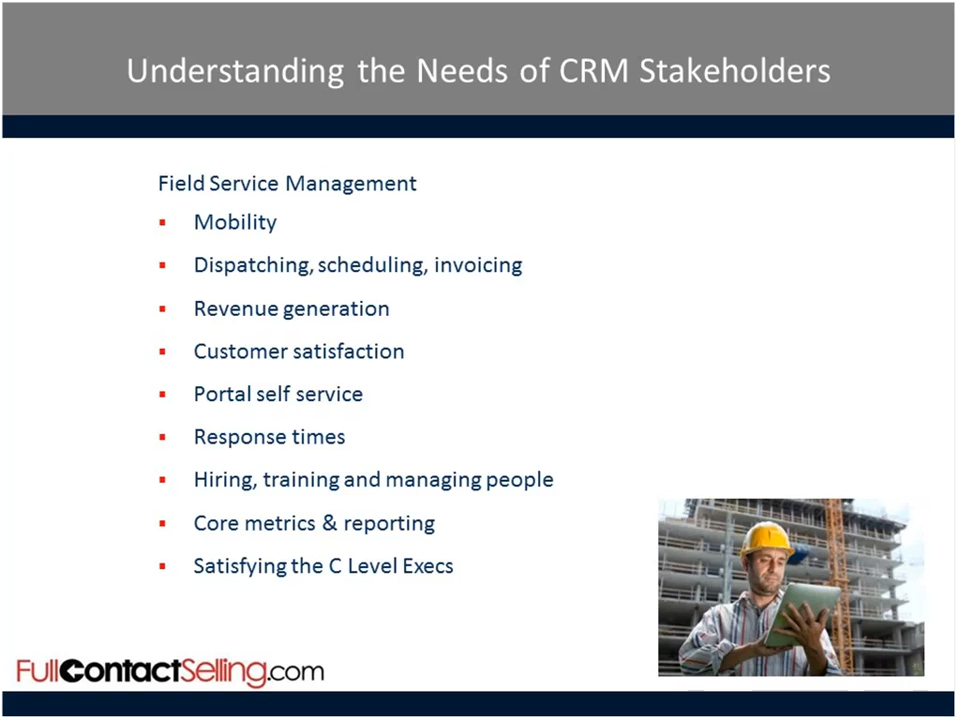 Understanding the Needs of CRM Stakeholders
Field Service Management
Mobility
Dispatching, scheduling, invoicing
Revenue generation
Customer satisfaction
Portal self service
Response times
Hiring, training and managing people
Core metrics & reporting
Satisfying the C Level Execs
FullContactSelling.com